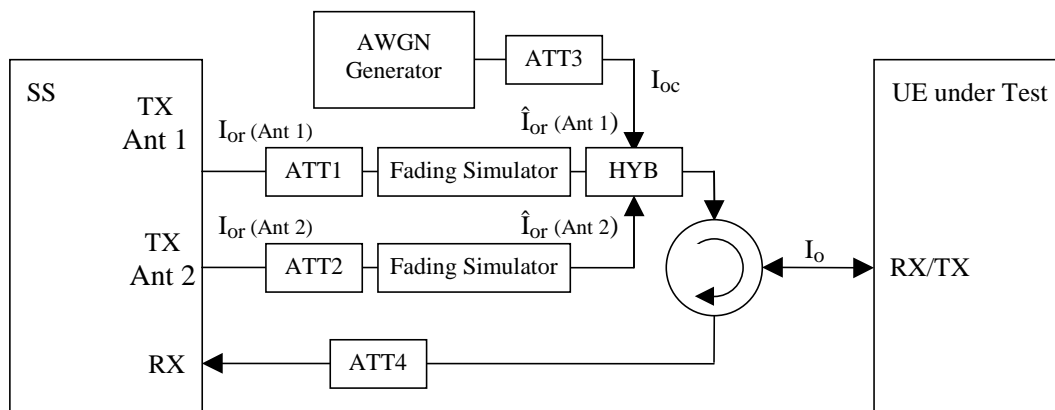 AWGN
Generator
ATT3
SS
UE under Test
I_oc
TX
Ant 1
I_or (Ant 1)
Î_or (Ant 1)
ATT1
Fading Simulator
HYB
TX
Ant 2
I_or (Ant 2)
Î_or (Ant 2)
ATT2
Fading Simulator
I_o
RX/TX
RX
ATT4